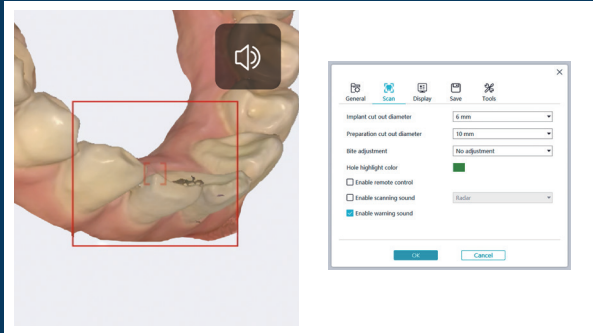 General Scan Display Save Tools
Implant cut out diameter 6 mm
Preparation cut out diameter 10 mm
Bite adjustment No adjustment
Hole highlight color
Enable remote control
Enable scanning sound Radar
Enable warning sound
OK Cancel